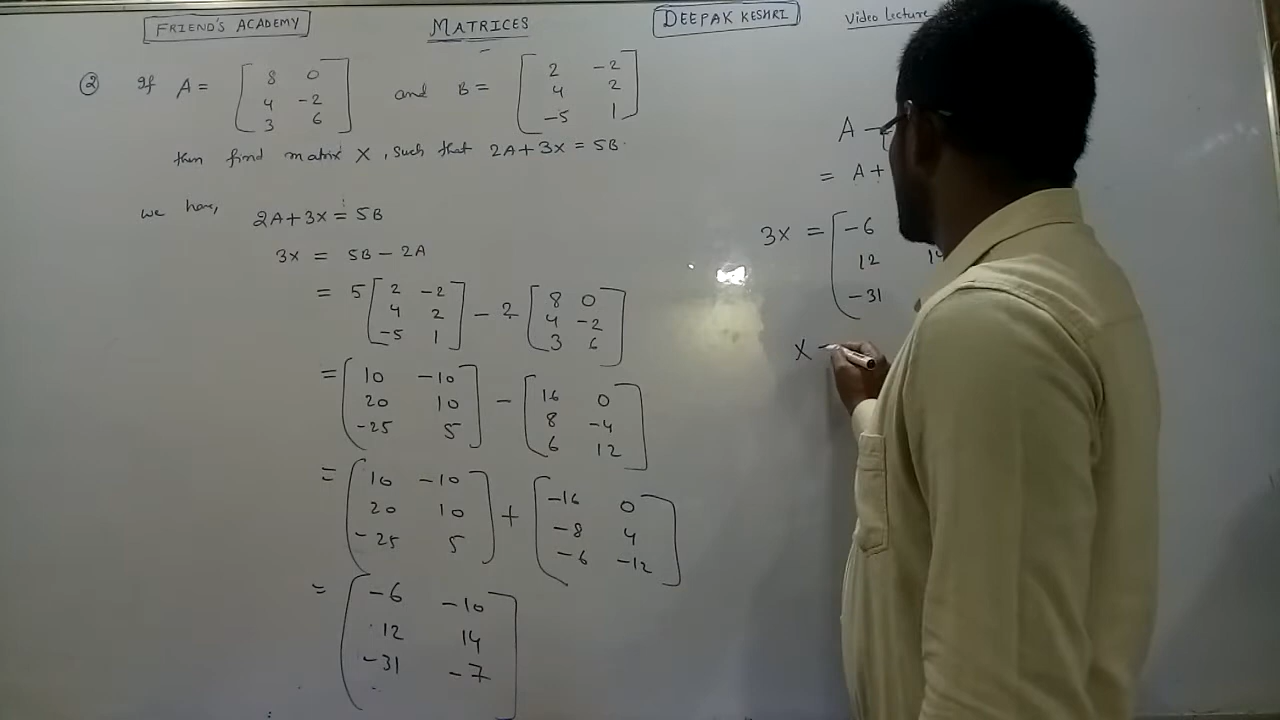 FRIEND'S ACADEMY MATRICES DEEPAK KESHRI Video Lecture
② If A = [ 8 0 and B = [ 2 -2
4 -2 4 2
3 6 ] -5 1 ]
then find matrix X, such that 2A+3X = 5B.
we have, 2A+3X = 5B
3X = 5B - 2A
= 5 [ 2 -2 - 2 [ 8 0
4 2 4 -2
-5 1 ] 3 6 ]
= [ 10 -10 - [ 16 0
20 10 8 -4
-25 5 ] 6 12 ]
= [ 10 -10 + [ -16 0
20 10 -8 4
-25 5 ] -6 -12 ]
= [ -6 -10
12 14
-31 -7 ]
A -
= A+
3X = [ -6
12 14
-31
X =